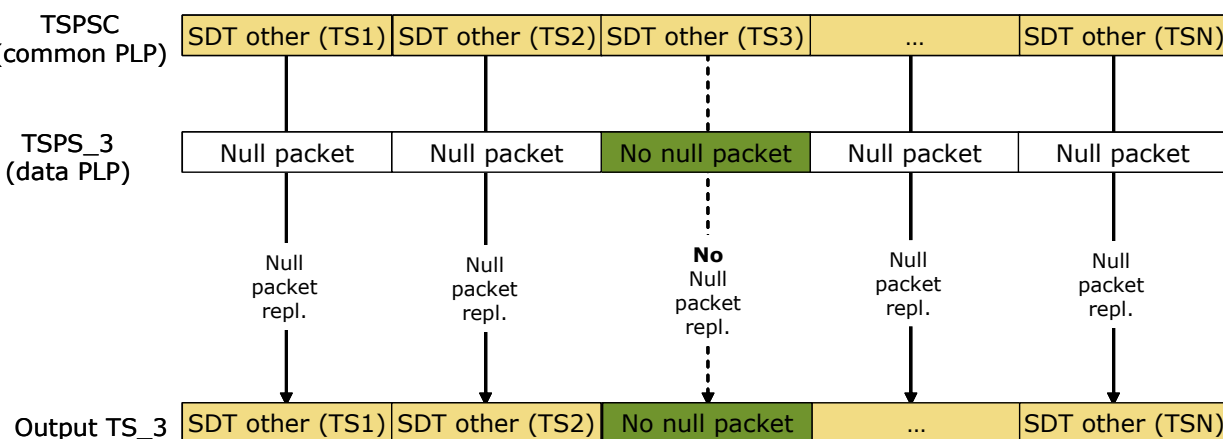 TSPSC
(common PLP)
SDT other (TS1) SDT other (TS2) SDT other (TS3) ... SDT other (TSN)
TSPS_3
(data PLP)
Null packet Null packet No null packet Null packet Null packet
Null
packet
repl.
Null
packet
repl.
No
Null
packet
repl.
Null
packet
repl.
Null
packet
repl.
Output TS_3
SDT other (TS1) SDT other (TS2) No null packet ... SDT other (TSN)